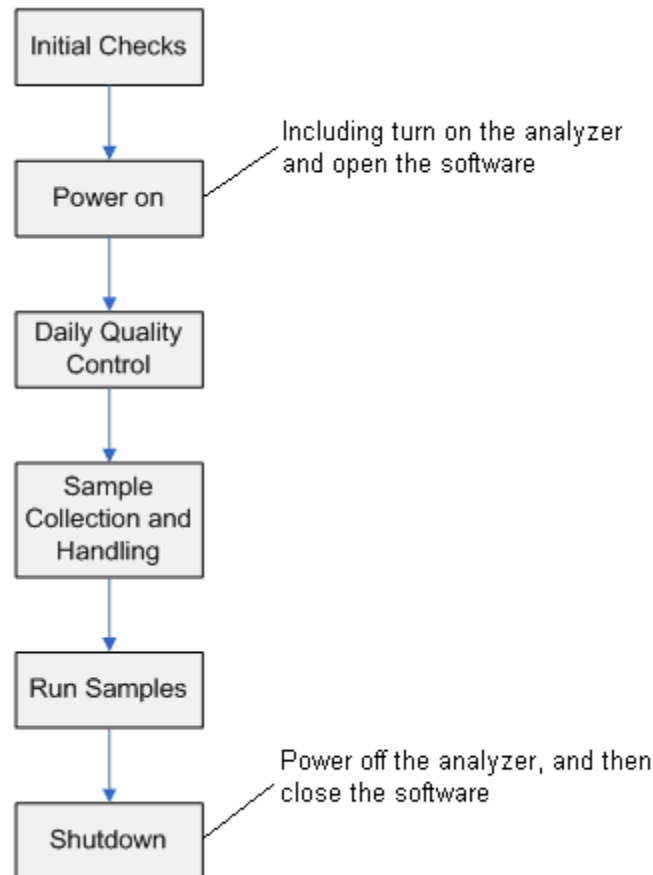 Initial Checks
Including turn on the analyzer
and open the software
Power on
Daily Quality
Control
Sample
Collection and
Handling
Run Samples
Power off the analyzer, and then
close the software
Shutdown